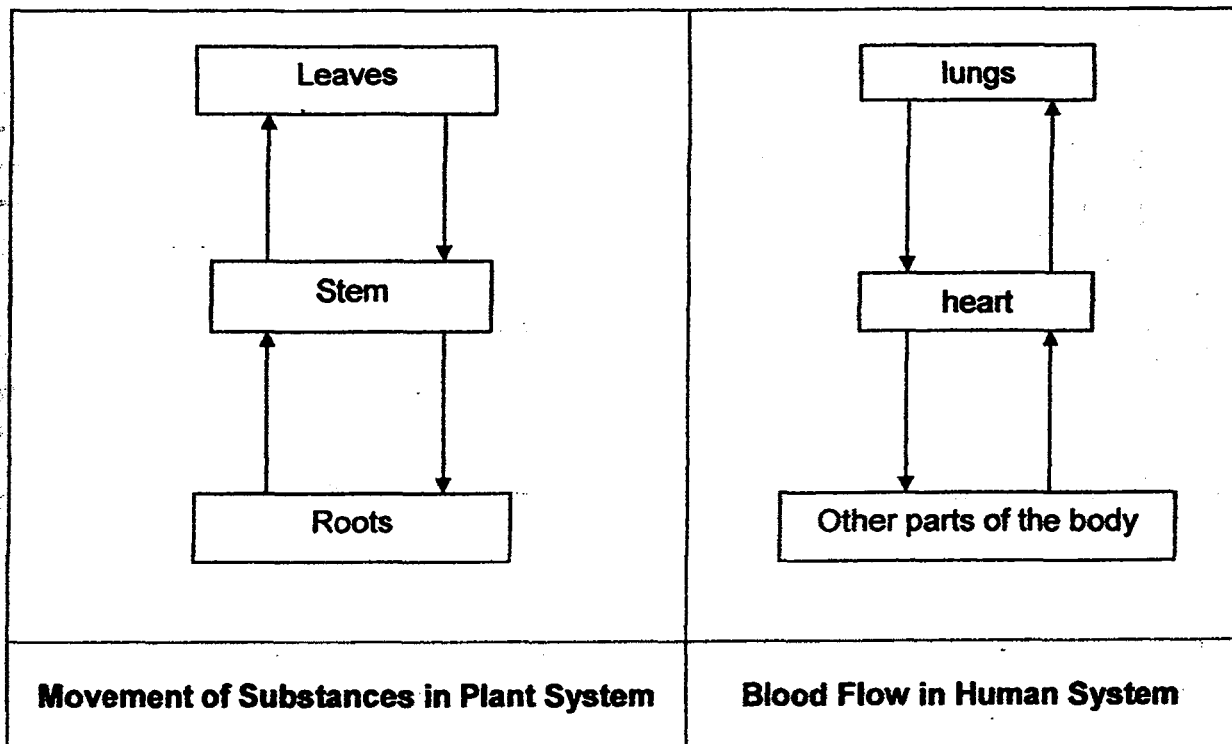 Leaves
Stem
Roots
lungs
heart
Other parts of the body
Movement of Substances in Plant System
Blood Flow in Human System